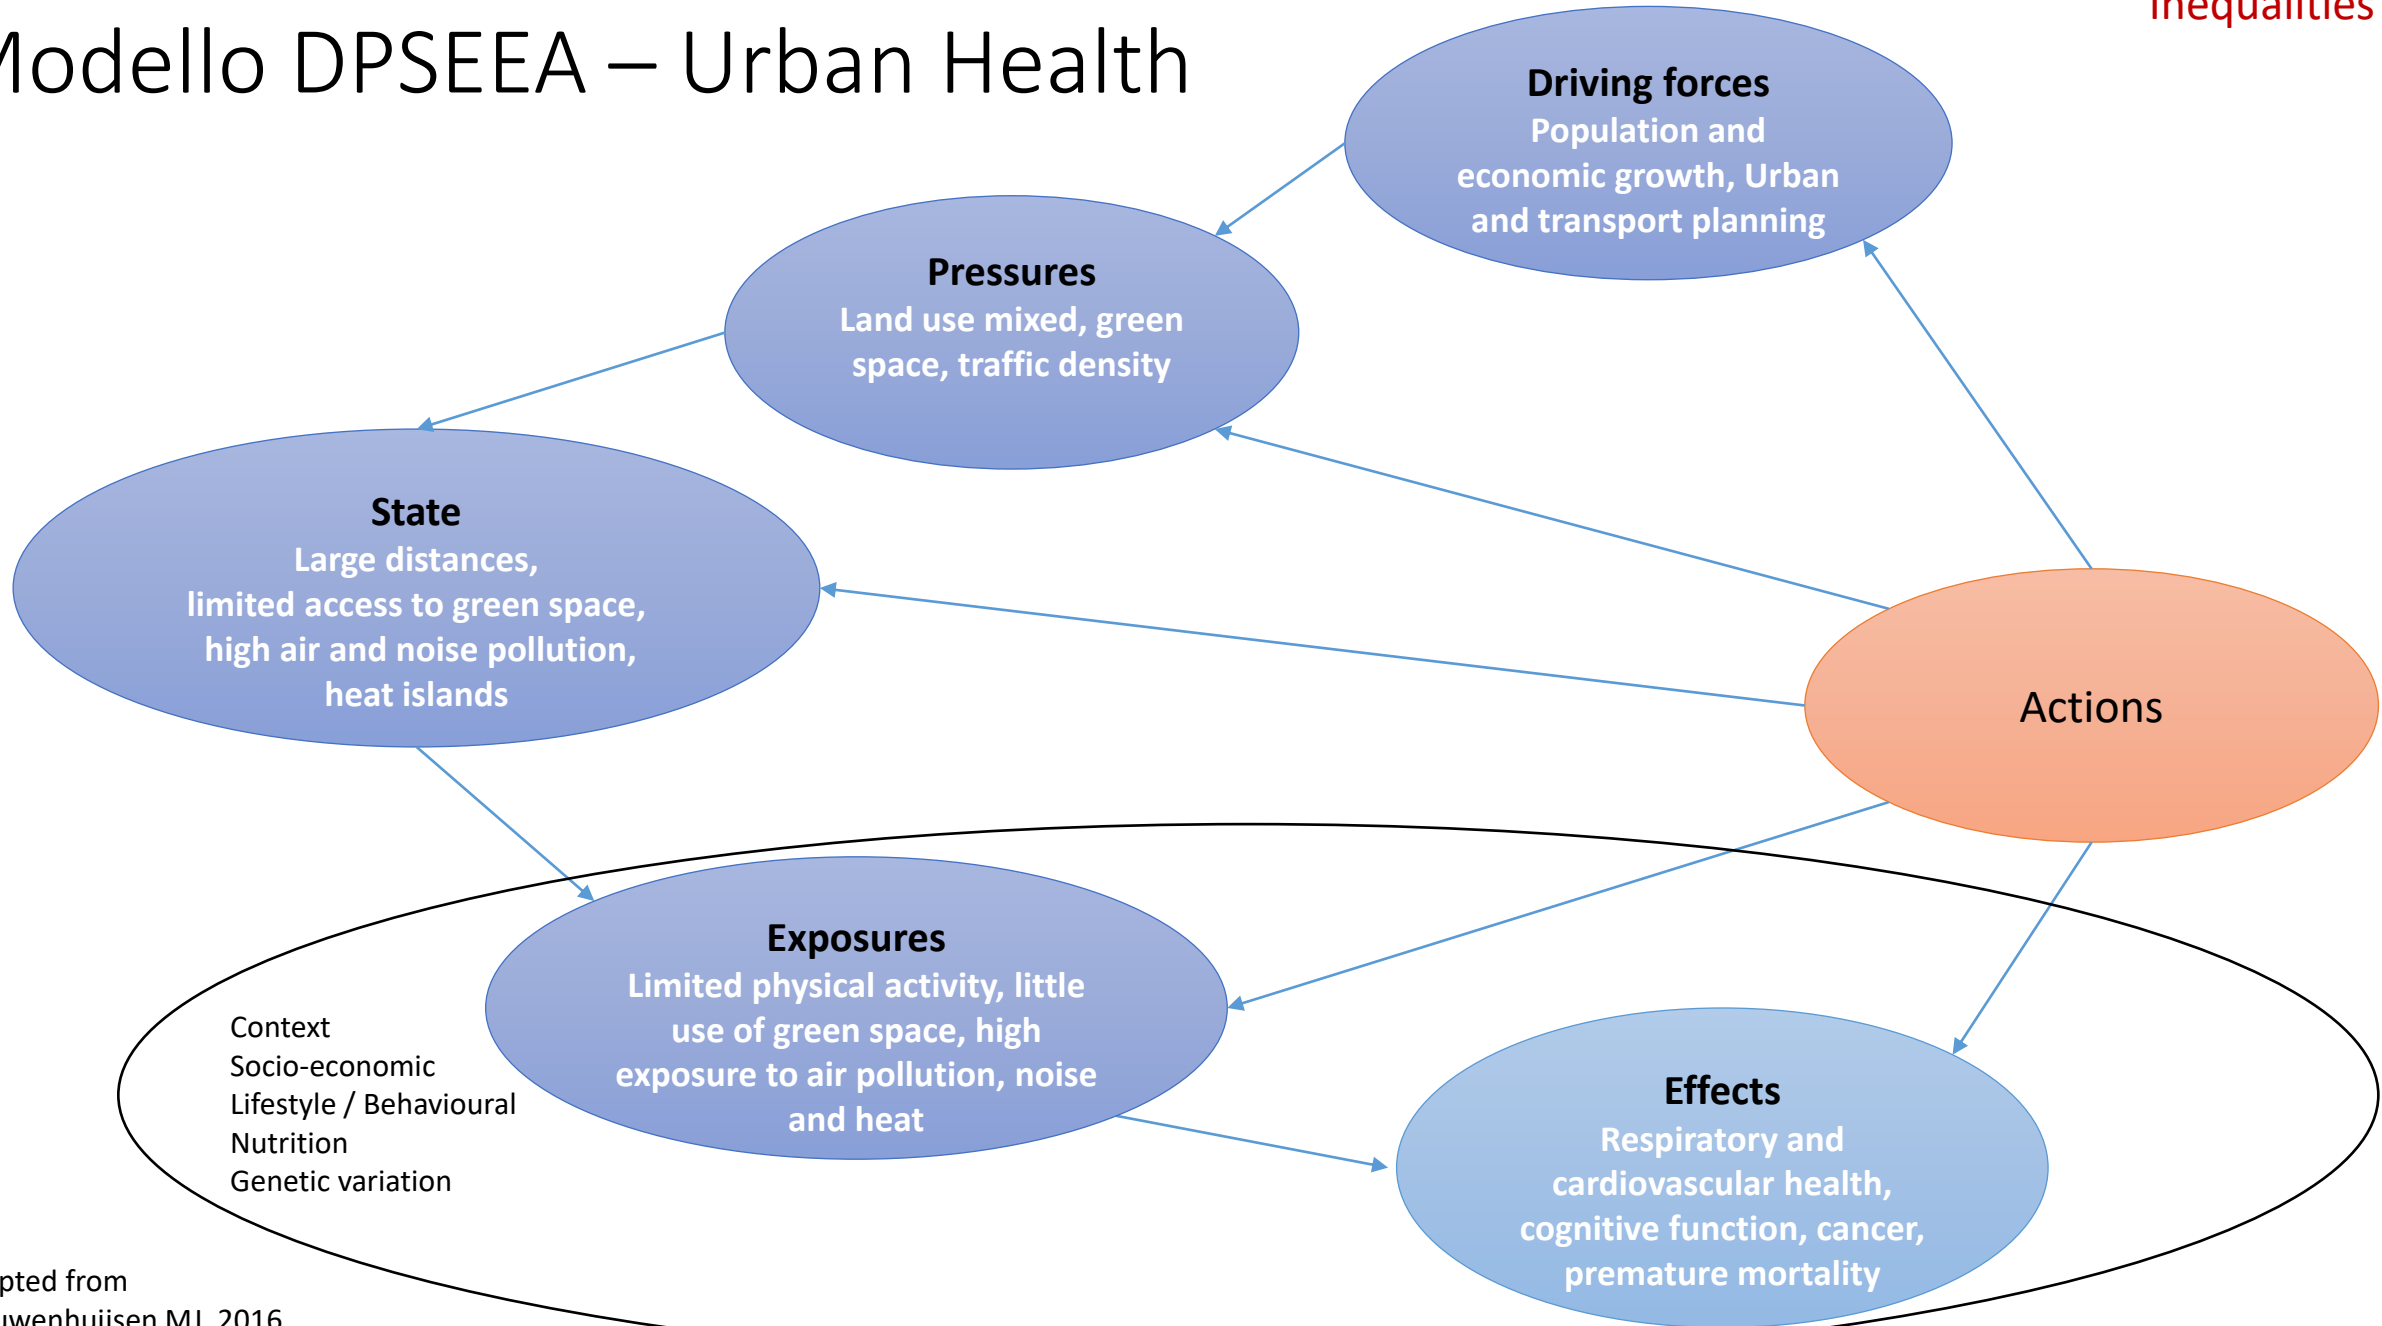 Modello DPSEEA – Urban Health
Inequalities
Driving forces
Population and
economic growth, Urban
and transport planning
Pressures
Land use mixed, green
space, traffic density
State
Large distances,
limited access to green space,
high air and noise pollution,
heat islands
Actions
Exposures
Limited physical activity, little
use of green space, high
exposure to air pollution, noise
and heat
Context
Socio-economic
Lifestyle / Behavioural
Nutrition
Genetic variation
Effects
Respiratory and
cardiovascular health,
cognitive function, cancer,
premature mortality
pted from
uwenhuijsen MJ, 2016